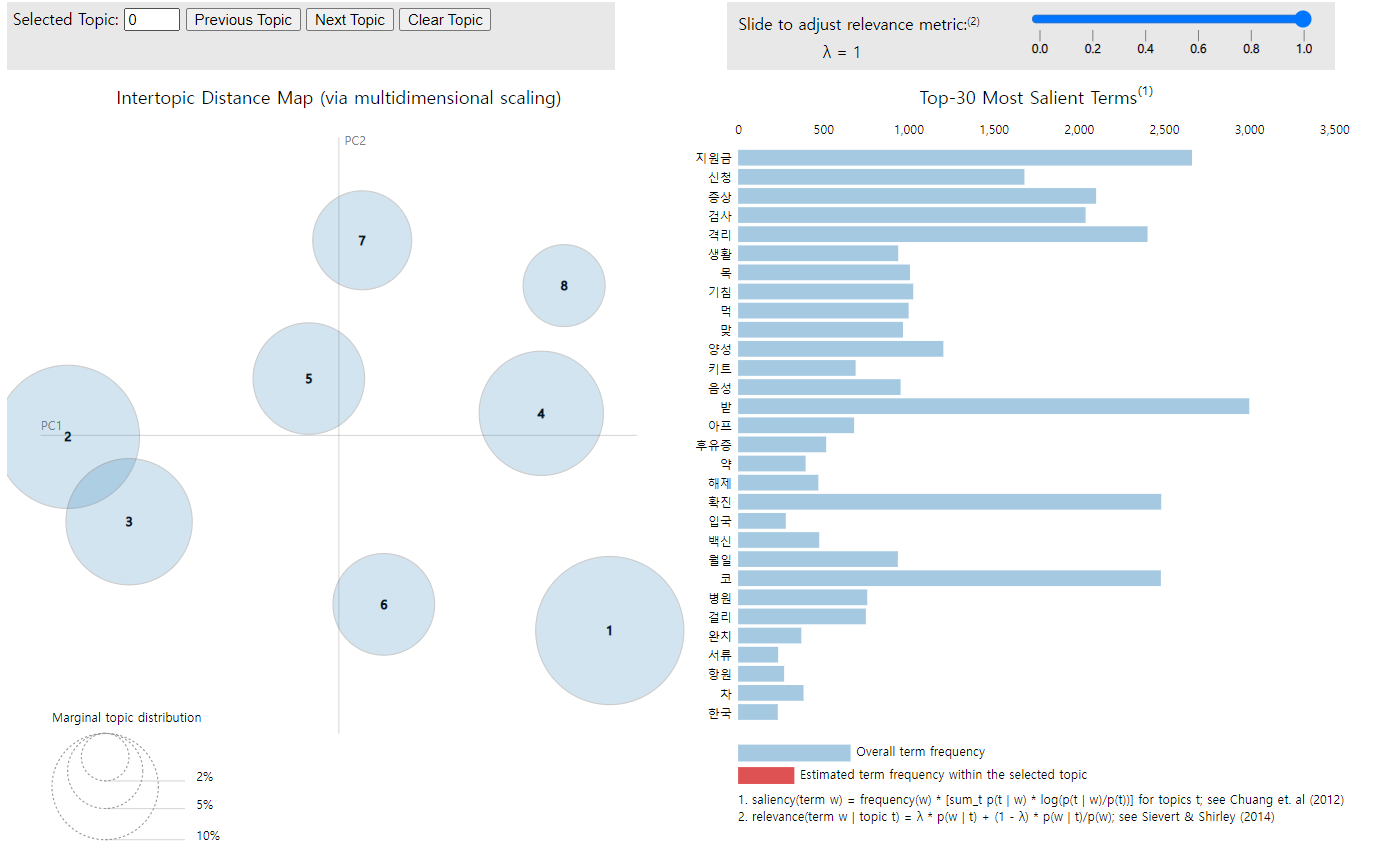 Selected Topic: 0 Previous Topic Next Topic Clear Topic
Slide to adjust relevance metric:(2)
λ = 1
0.0 0.2 0.4 0.6 0.8 1.0
Intertopic Distance Map (via multidimensional scaling)
PC2
PC1
7
8
5
4
2
3
6
1
Marginal topic distribution
2%
5%
10%
Top-30 Most Salient Terms(1)
0 500 1,000 1,500 2,000 2,500 3,000 3,500
지원금
신청
증상
검사
격리
생활
목
기침
먹
맞
양성
키트
음성
받
아프
후유증
약
해제
확진
입국
백신
월일
코
병원
걸리
완치
서류
항원
차
한국
Overall term frequency
Estimated term frequency within the selected topic
1. saliency(term w) = frequency(w) * [sum_t p(t | w) * log(p(t | w)/p(t))] for topics t; see Chuang et. al (2012)
2. relevance(term w | topic t) = λ * p(w | t) + (1 - λ) * p(w | t)/p(w); see Sievert & Shirley (2014)